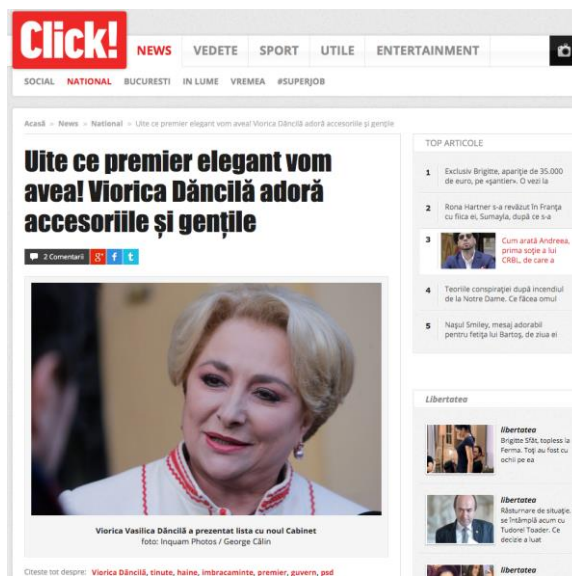 Click!
NEWS VEDETE SPORT UTILE ENTERTAINMENT
SOCIAL NATIONAL BUCURESTI IN LUME VREMEA #SUPERJOB
Acasă » News » National » Uite ce premier elegant vom avea! Viorica Dăncilă adoră accesoriile și gențile
Uite ce premier elegant vom
avea! Viorica Dăncilă adoră
accesoriile și gențile
2 Comentarii g+ f t
Viorica Vasilica Dăncilă a prezentat lista cu noul Cabinet
foto: Inquam Photos / George Călin
Citeste tot despre: Viorica Dăncilă, tinute, haine, imbracaminte, premier, guvern, psd
TOP ARTICOLE
1 Exclusiv Brigitte, apariție de 35.000
de euro, pe «șantier». O vezi la
2 Rona Hartner s-a revăzut în Franța
cu fiica ei, Sumayla, după ce s-a
3 Cum arată Andreea,
prima soție a lui
CRBL, de care a
4 Teoriile conspirației după incendiul
de la Notre Dame. Ce făcea omul
5 Nașul Smiley, mesaj adorabil
pentru fetița lui Bartoș, de ziua ei
Libertatea
libertatea
Brigitte Sfăt, topless la
Ferma. Toți au fost cu
ochii pe ea
libertatea
Răsturnare de situație.
se întâmplă acum cu
Tudorel Toader. Ce
decizie a luat
libertatea